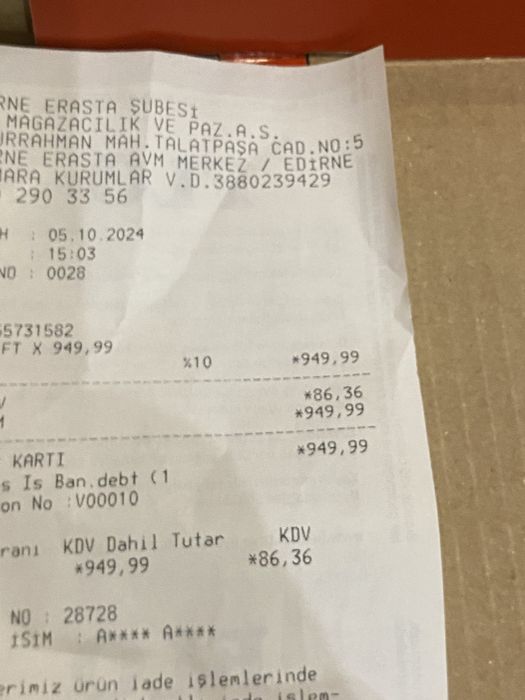 RNE ERASTA ŞUBESİ
MAGAZACILIK VE PAZ.A.S.
URRAHMAN MAH.TALATPAŞA CAD.NO:5
RNE ERASTA AVM MERKEZ / EDİRNE
ARA KURUMLAR V.D.3880239429
290 33 56
H : 05.10.2024
: 15:03
NO : 0028
5731582
FT X 949,99
%10 *949,99
*86,36
*949,99
KARTI *949,99
s Is Ban.debt (1
on No :V00010
ranı KDV Dahil Tutar KDV
*949,99 *86,36
NO : 28728
İSİM : A**** A****
erimiz ürün iade işlemlerinde